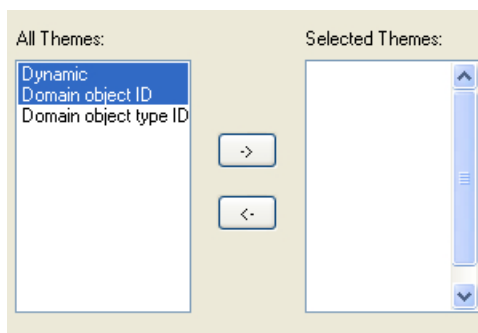 All Themes:
Selected Themes:
Dynamic
Domain object ID
Domain object type ID
->
<-